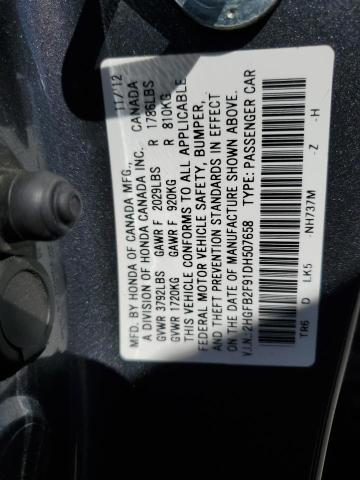 MFD. BY HONDA OF CANADA MFG., 11/12
A DIVISION OF HONDA CANADA INC. CANADA
GVWR 3792LBS GAWR F 2029LBS R 1786LBS
GVWR 1720KG GAWR F 920KG R 810KG
THIS VEHICLE CONFORMS TO ALL APPLICABLE
FEDERAL MOTOR VEHICLE SAFETY, BUMPER,
AND THEFT PREVENTION STANDARDS IN EFFECT
ON THE DATE OF MANUFACTURE SHOWN ABOVE.
V.I.N.:2HGFB2F91DH507658 TYPE: PASSENGER CAR
TR6 D LK5 -NH737M -Z -H